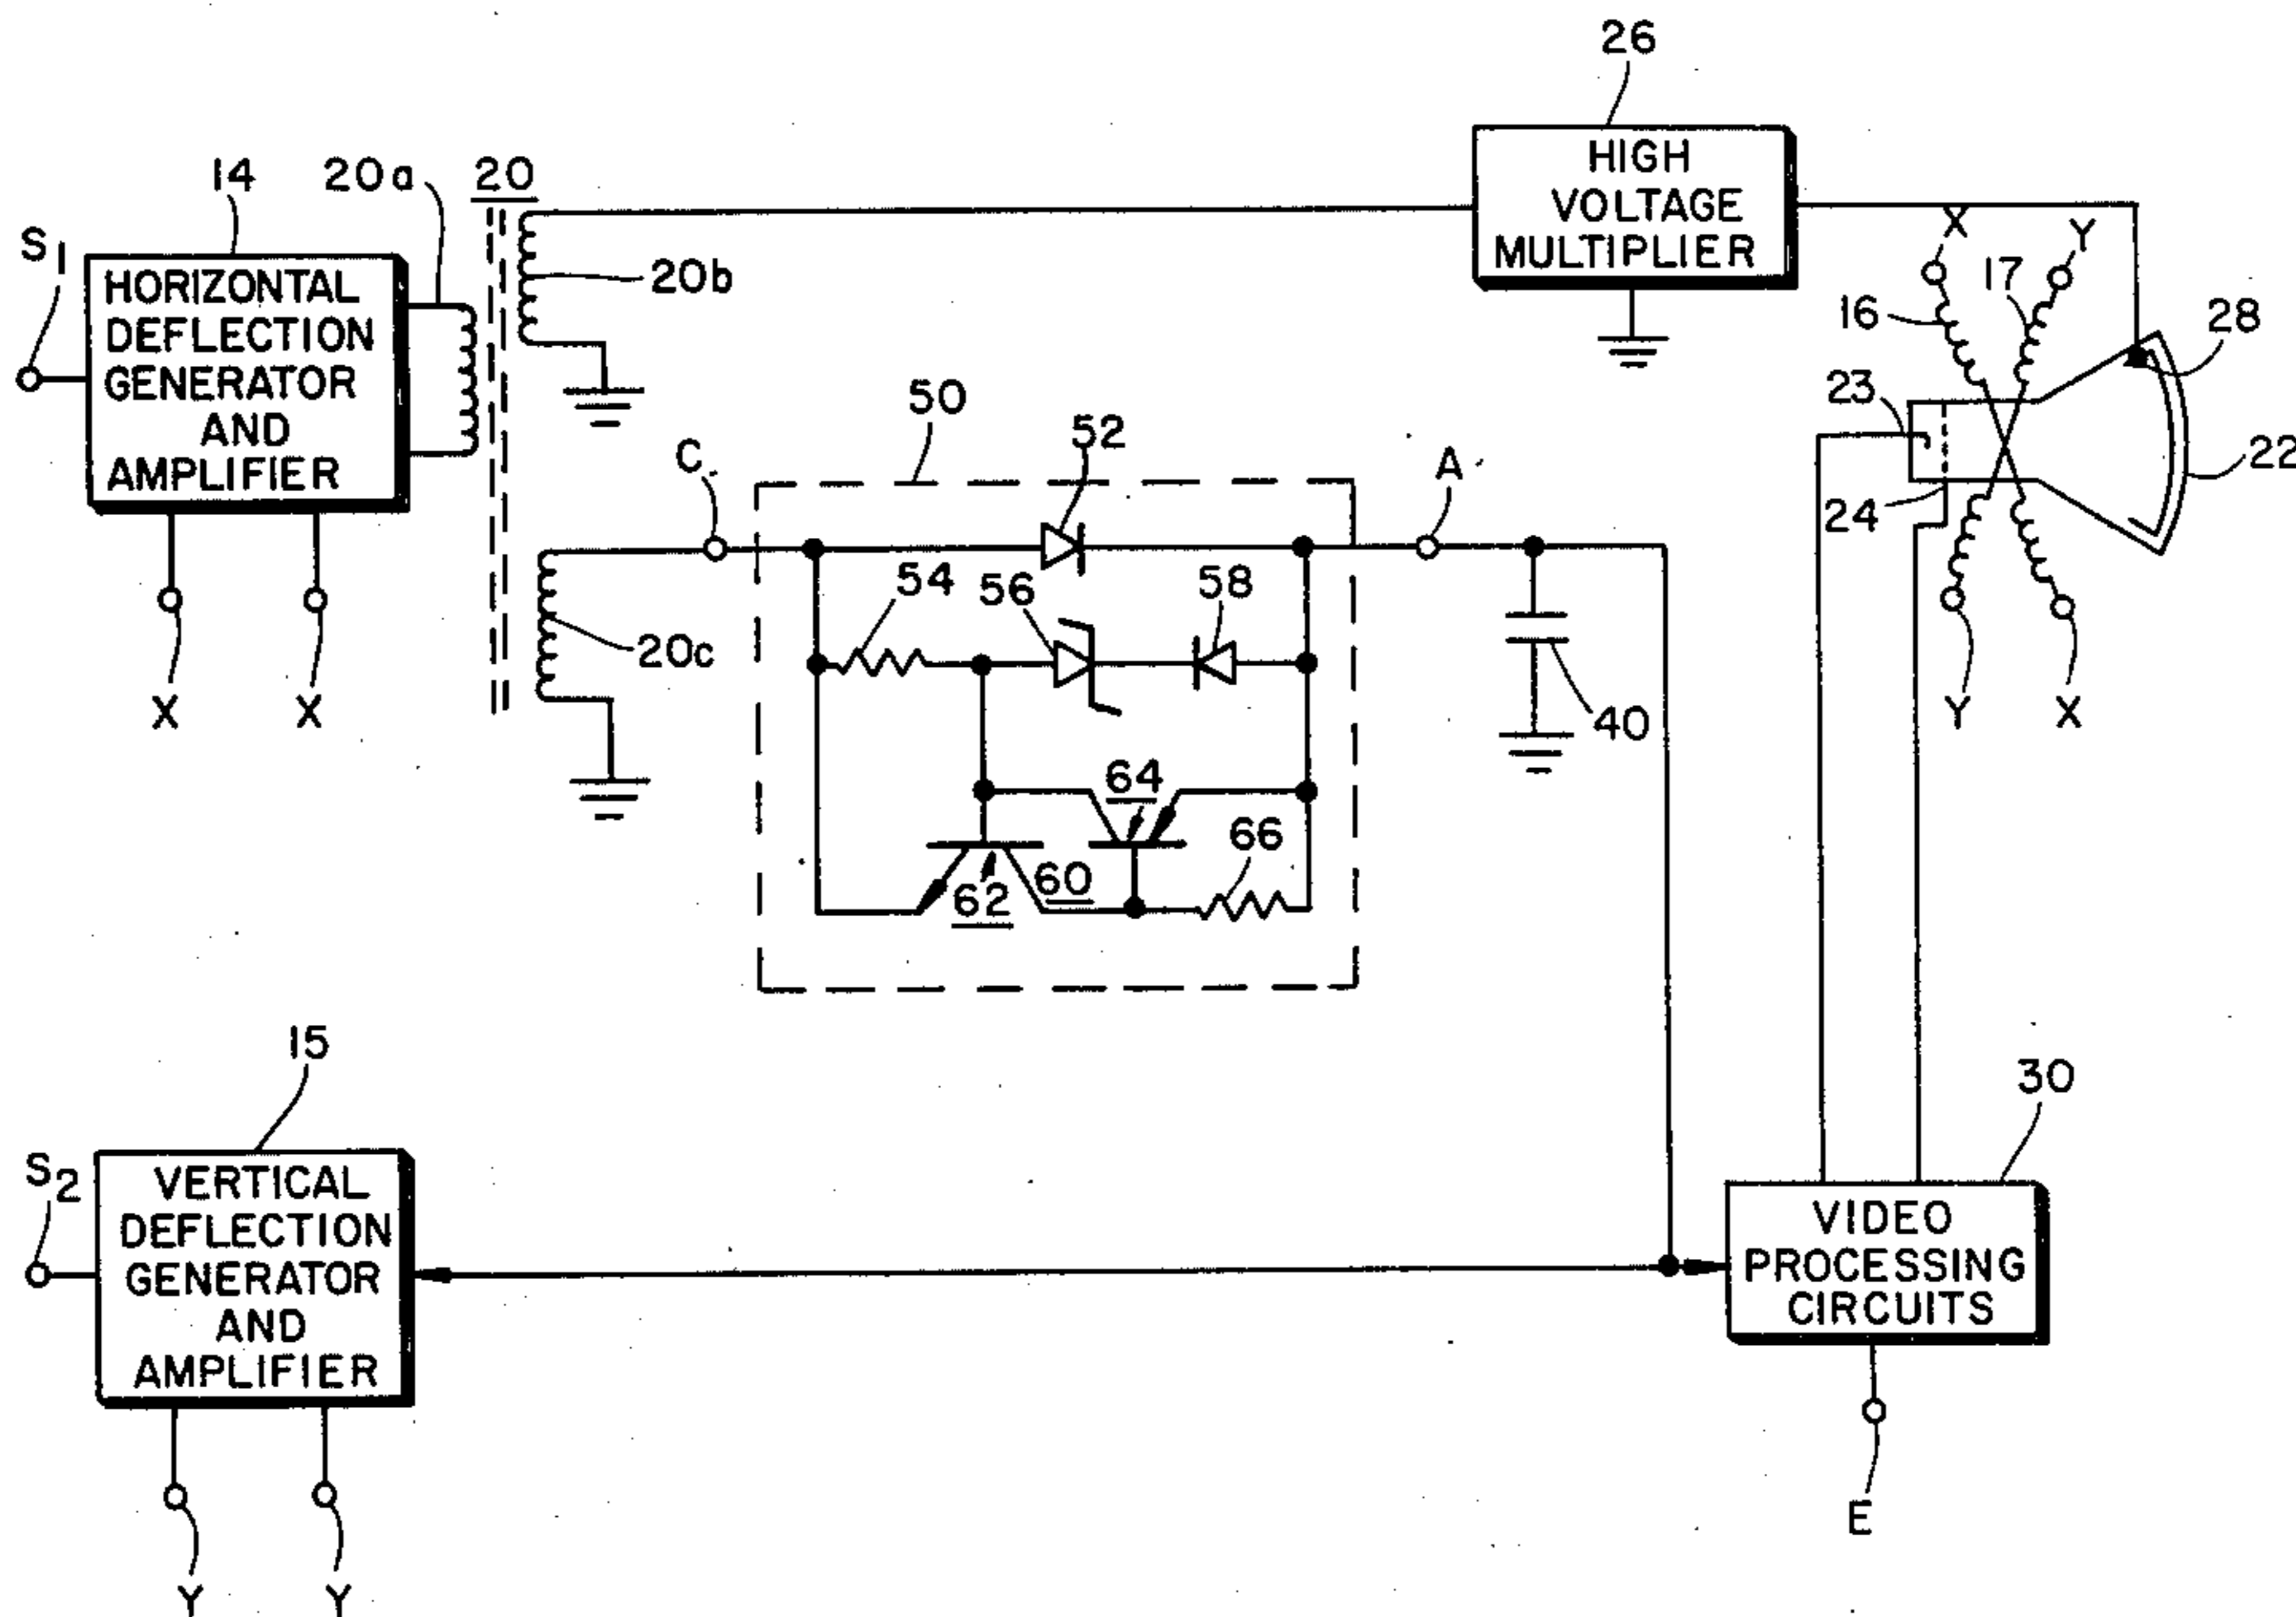 26
HIGH
VOLTAGE
MULTIPLIER
14
20a
20
20b
S1
HORIZONTAL
DEFLECTION
GENERATOR
AND
AMPLIFIER
X
X
X
Y
16
17
28
23
22
24
Y
X
50
52
C
A
54
56
58
20c
40
64
66
60
62
15
30
S2
VERTICAL
DEFLECTION
GENERATOR
AND
AMPLIFIER
VIDEO
PROCESSING
CIRCUITS
E
Y
Y